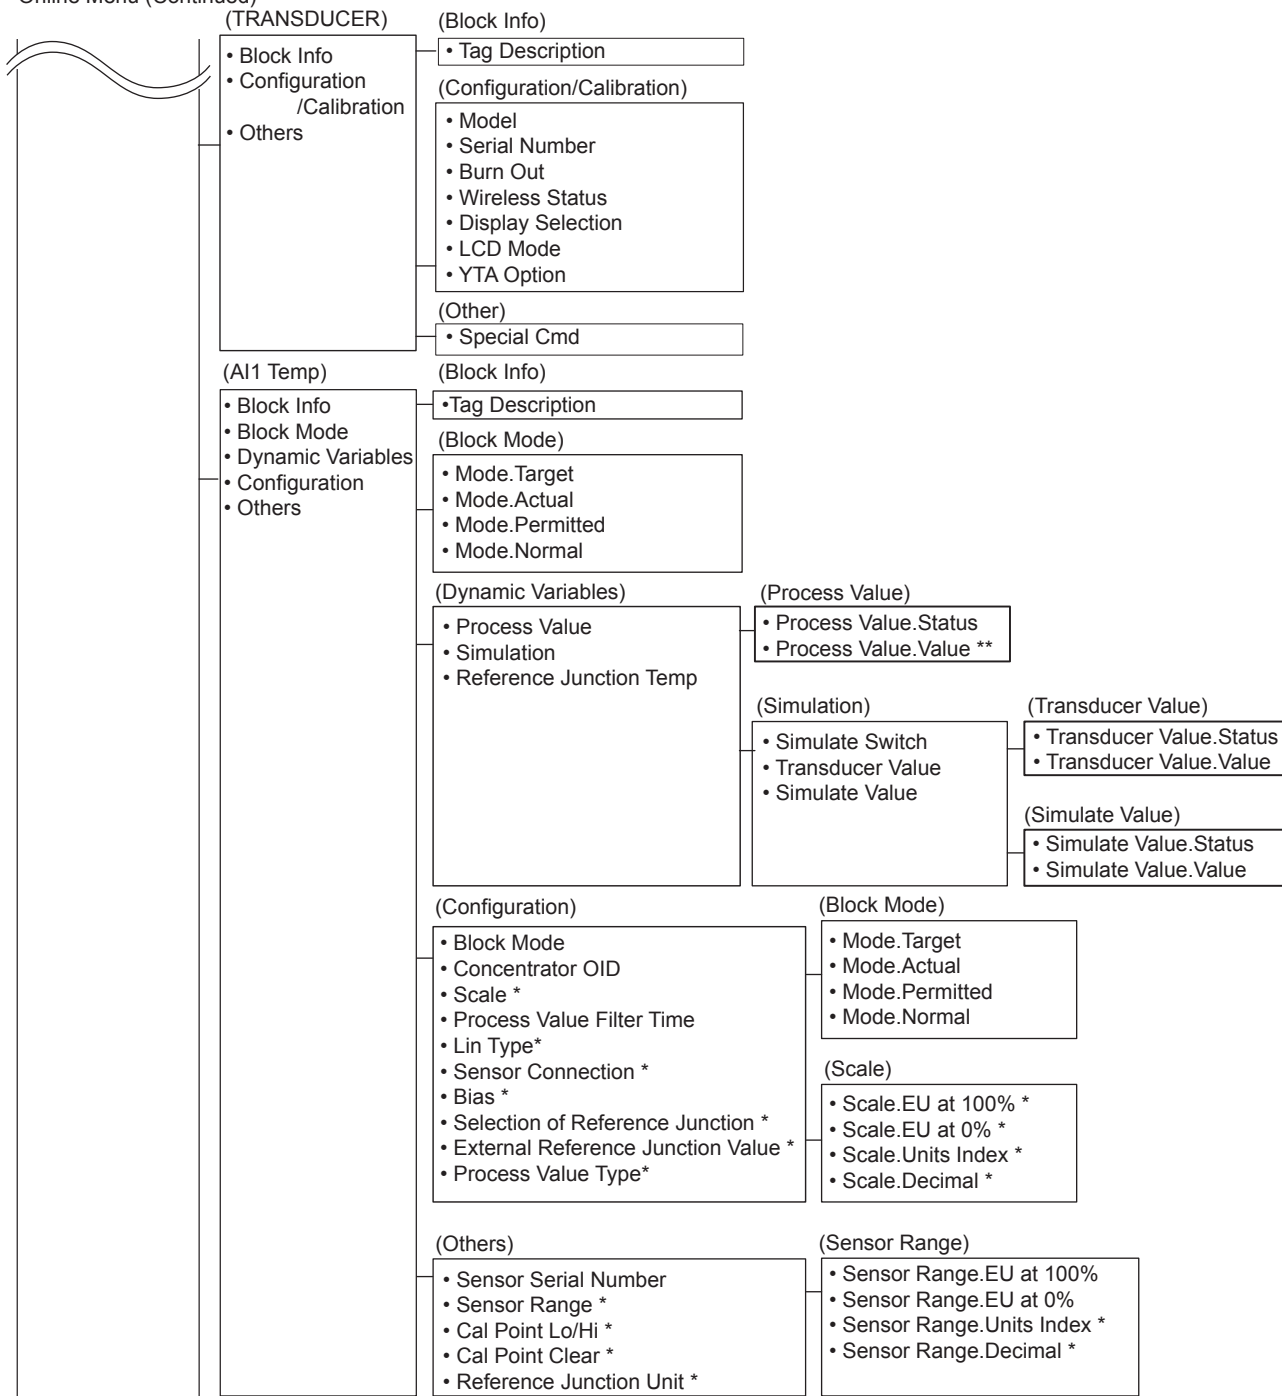 Online Menu (Continued)
(TRANSDUCER)
• Block Info
• Configuration
/Calibration
• Others
(Block Info)
• Tag Description
(Configuration/Calibration)
• Model
• Serial Number
• Burn Out
• Wireless Status
• Display Selection
• LCD Mode
• YTA Option
(Other)
• Special Cmd
(AI1 Temp)
• Block Info
• Block Mode
• Dynamic Variables
• Configuration
• Others
(Block Info)
•Tag Description
(Block Mode)
• Mode.Target
• Mode.Actual
• Mode.Permitted
• Mode.Normal
(Dynamic Variables)
• Process Value
• Simulation
• Reference Junction Temp
(Process Value)
• Process Value.Status
• Process Value.Value **
(Simulation)
• Simulate Switch
• Transducer Value
• Simulate Value
(Transducer Value)
• Transducer Value.Status
• Transducer Value.Value
(Simulate Value)
• Simulate Value.Status
• Simulate Value.Value
(Configuration)
• Block Mode
• Concentrator OID
• Scale *
• Process Value Filter Time
• Lin Type*
• Sensor Connection *
• Bias *
• Selection of Reference Junction *
• External Reference Junction Value *
• Process Value Type*
(Block Mode)
• Mode.Target
• Mode.Actual
• Mode.Permitted
• Mode.Normal
(Scale)
• Scale.EU at 100% *
• Scale.EU at 0% *
• Scale.Units Index *
• Scale.Decimal *
(Others)
• Sensor Serial Number
• Sensor Range *
• Cal Point Lo/Hi *
• Cal Point Clear *
• Reference Junction Unit *
(Sensor Range)
• Sensor Range.EU at 100%
• Sensor Range.EU at 0%
• Sensor Range.Units Index *
• Sensor Range.Decimal *